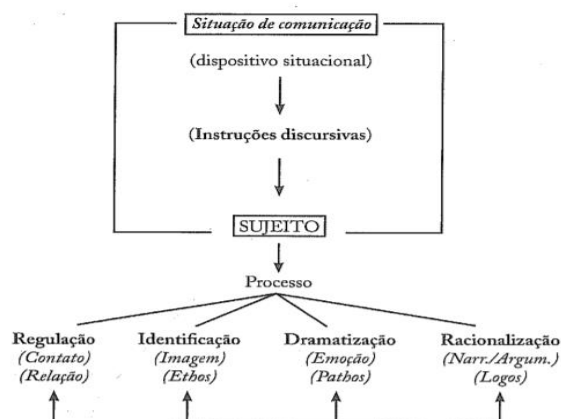 Situação de comunicação
(dispositivo situacional)
(Instruções discursivas)
SUJEITO
Processo
Regulação Identificação Dramatização Racionalização
(Contato) (Imagem) (Emoção) (Narr./Argum.)
(Relação) (Ethos) (Pathos) (Logos)